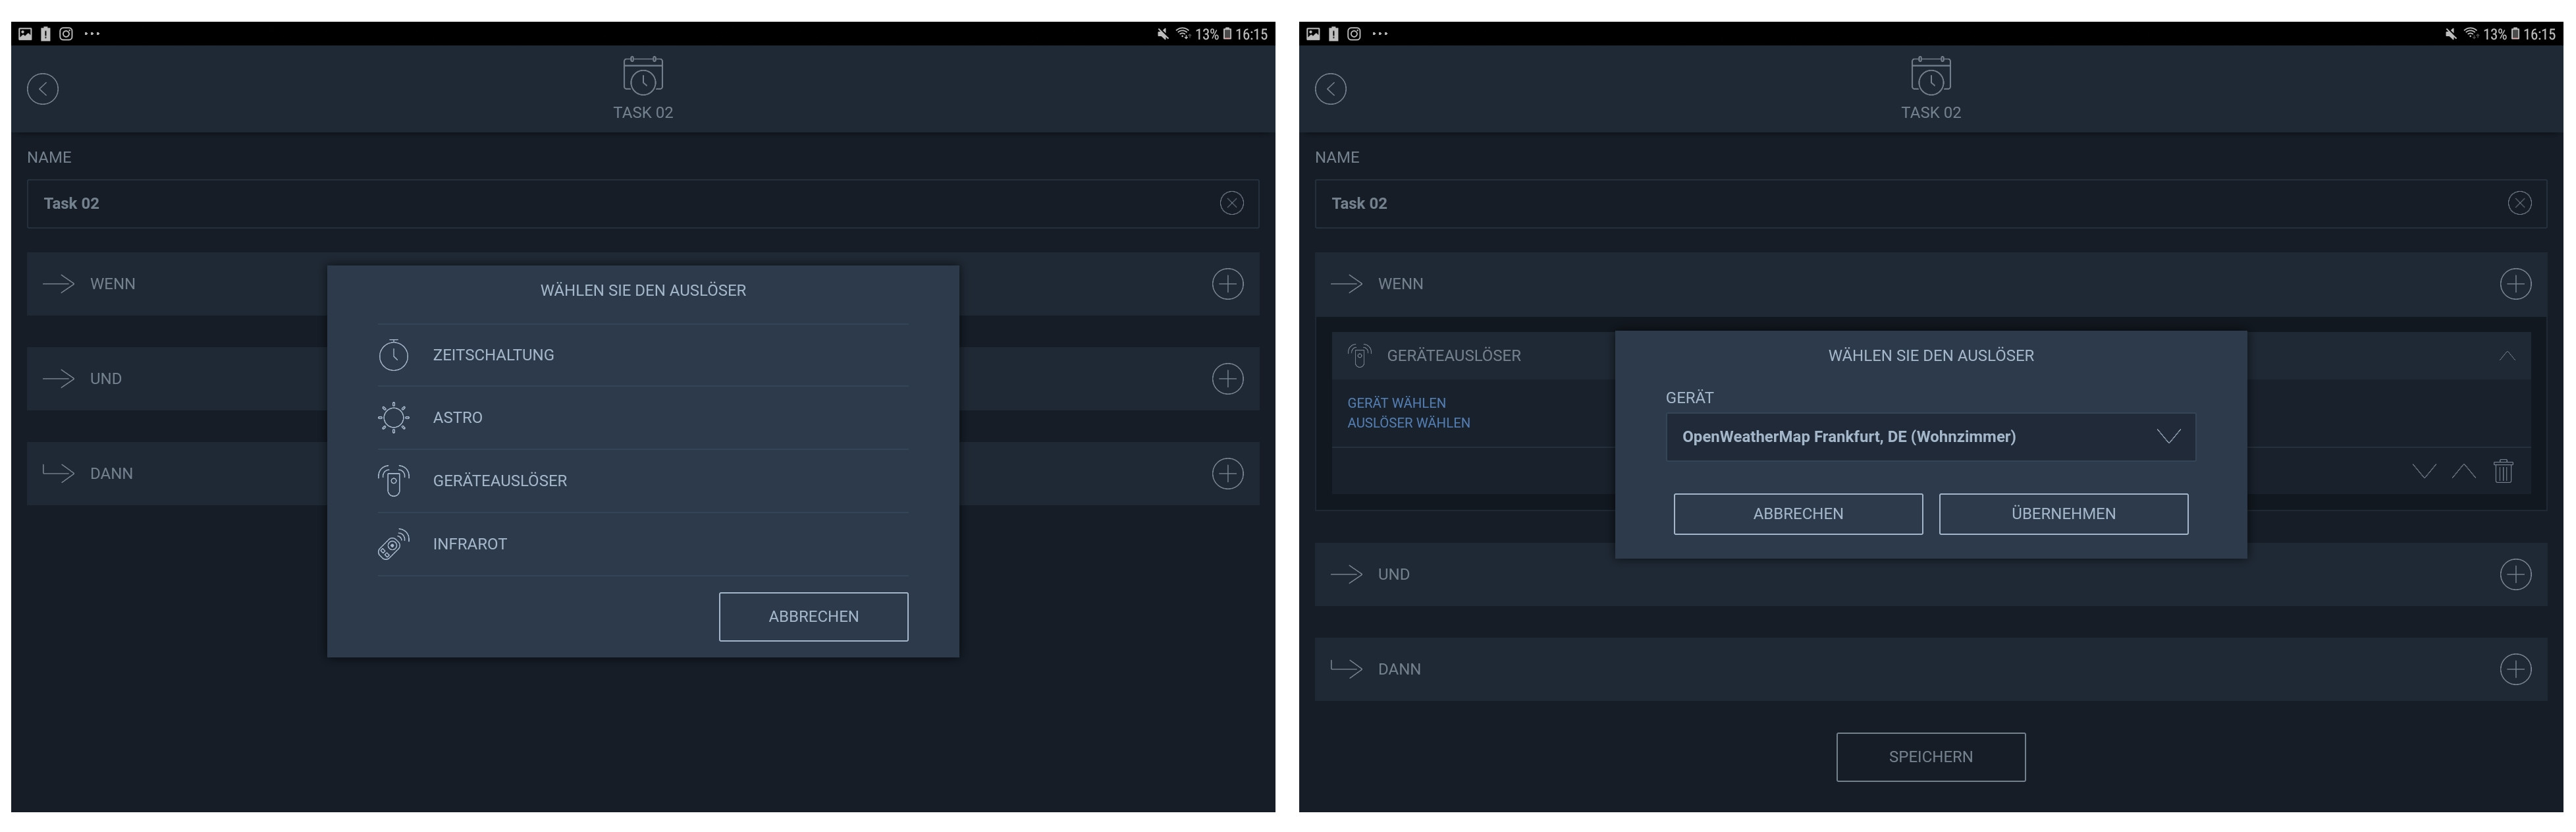 13% 16:15
TASK 02
NAME
Task 02
WENN
UND
DANN
WÄHLEN SIE DEN AUSLÖSER
ZEITSCHALTUNG
ASTRO
GERÄTEAUSLÖSER
INFRAROT
ABBRECHEN
13% 16:15
TASK 02
NAME
Task 02
WENN
GERÄTEAUSLÖSER
GERÄT WÄHLEN
AUSLÖSER WÄHLEN
WÄHLEN SIE DEN AUSLÖSER
GERÄT
OpenWeatherMap Frankfurt, DE (Wohnzimmer)
ABBRECHEN ÜBERNEHMEN
UND
DANN
SPEICHERN